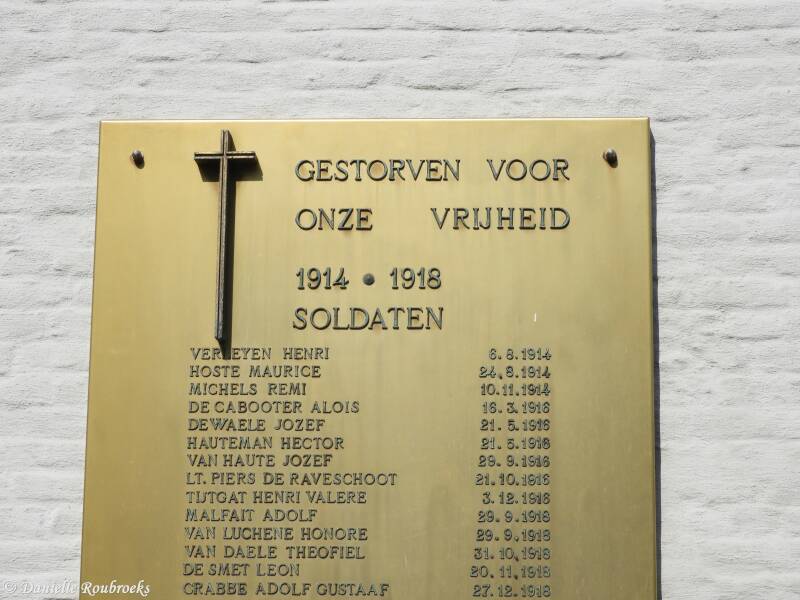 GESTORVEN VOOR
ONZE VRIJHEID
1914 • 1918
SOLDATEN
HENRI 6.8.1914
HOSTE MAURICE 24.8.1914
MICHELS REMI 10.11.1914
DE CABOOTER ALOIS 16.3.1916
DE WAELE JOZEF 21.5.1916
HAUTEMAN HECTOR 21.5.1916
VAN HAUTE JOZEF 29.9.1916
LT. PIERS DE RAVESCHOOT 21.10.1916
TIJTGAT HENRI VALERE 3.12.1916
MALFAIT ADOLF 29.9.1918
VAN LUCHENE HONORE 29.9.1918
VAN DAELE THEOFIEL 31.10.1918
DE SMET LEON 20.11.1918
CRABBE ADOLF GUSTAAF 27.12.1918
© Danielle Roubroeks